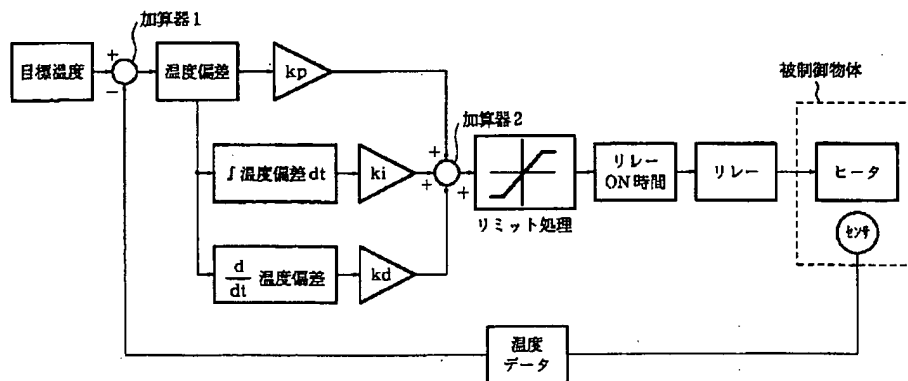 加算器1
目標温度
+
−
温度偏差
kp
被制御物体
加算器2
∫温度偏差dt
ki
+
+
+
リミット処理
リレー
ON時間
リレー
ヒータ
センサ
d
dt
温度偏差
kd
温度
データ